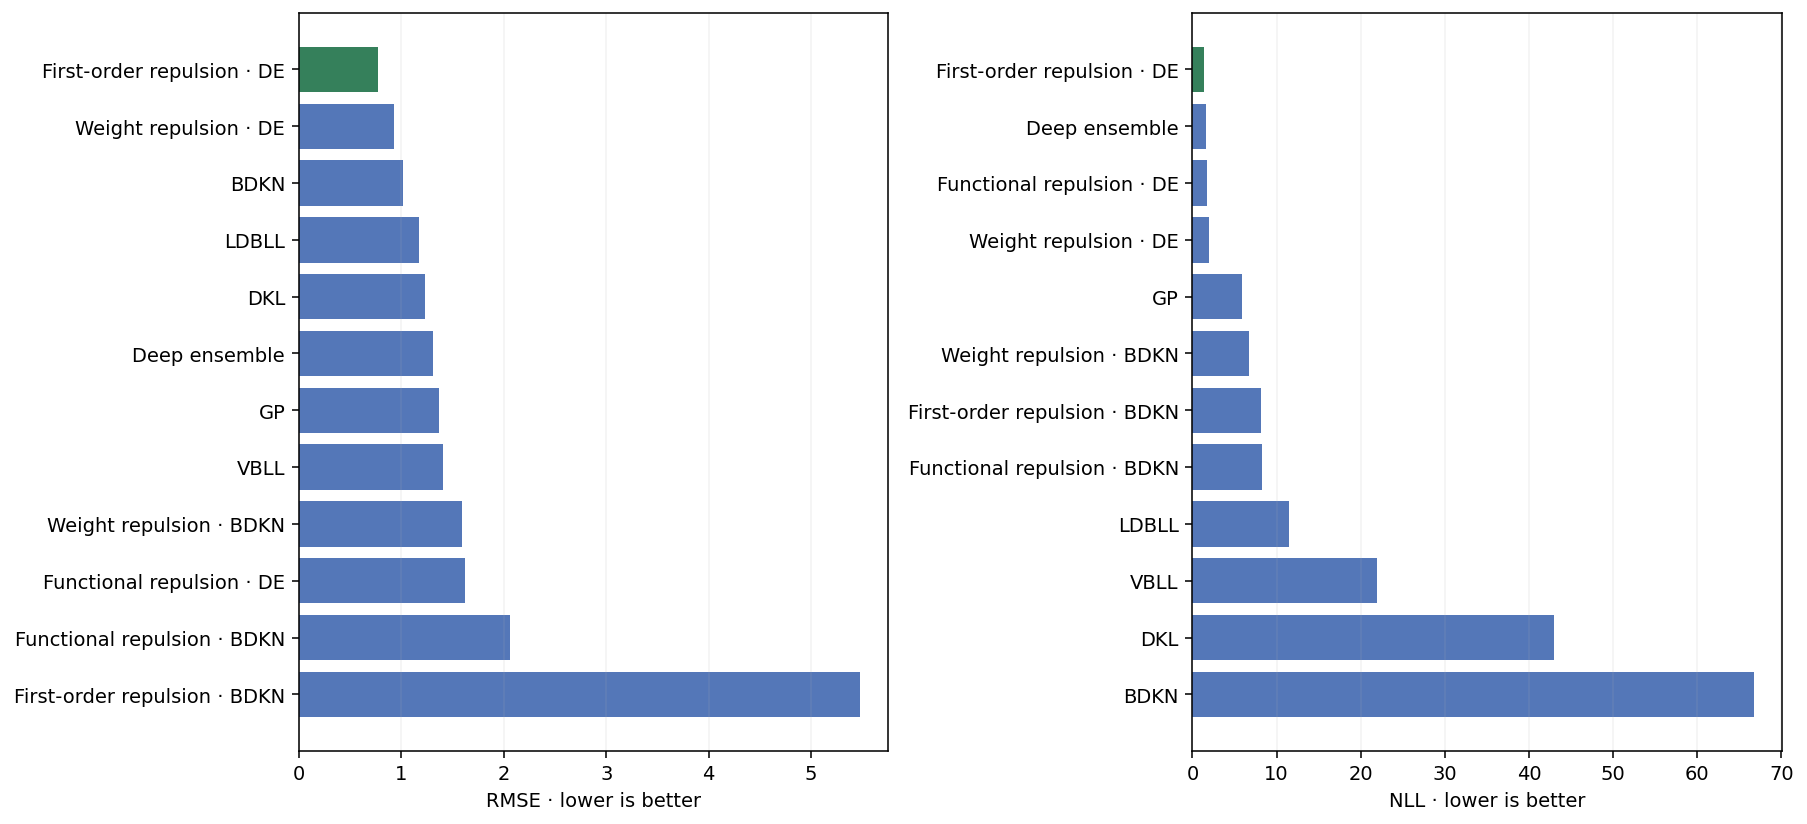 First-order repulsion · DE
Weight repulsion · DE
BDKN
LDBLL
DKL
Deep ensemble
GP
VBLL
Weight repulsion · BDKN
Functional repulsion · DE
Functional repulsion · BDKN
First-order repulsion · BDKN
0 1 2 3 4 5
RMSE · lower is better
First-order repulsion · DE
Deep ensemble
Functional repulsion · DE
Weight repulsion · DE
GP
Weight repulsion · BDKN
First-order repulsion · BDKN
Functional repulsion · BDKN
LDBLL
VBLL
DKL
BDKN
0 10 20 30 40 50 60 70
NLL · lower is better